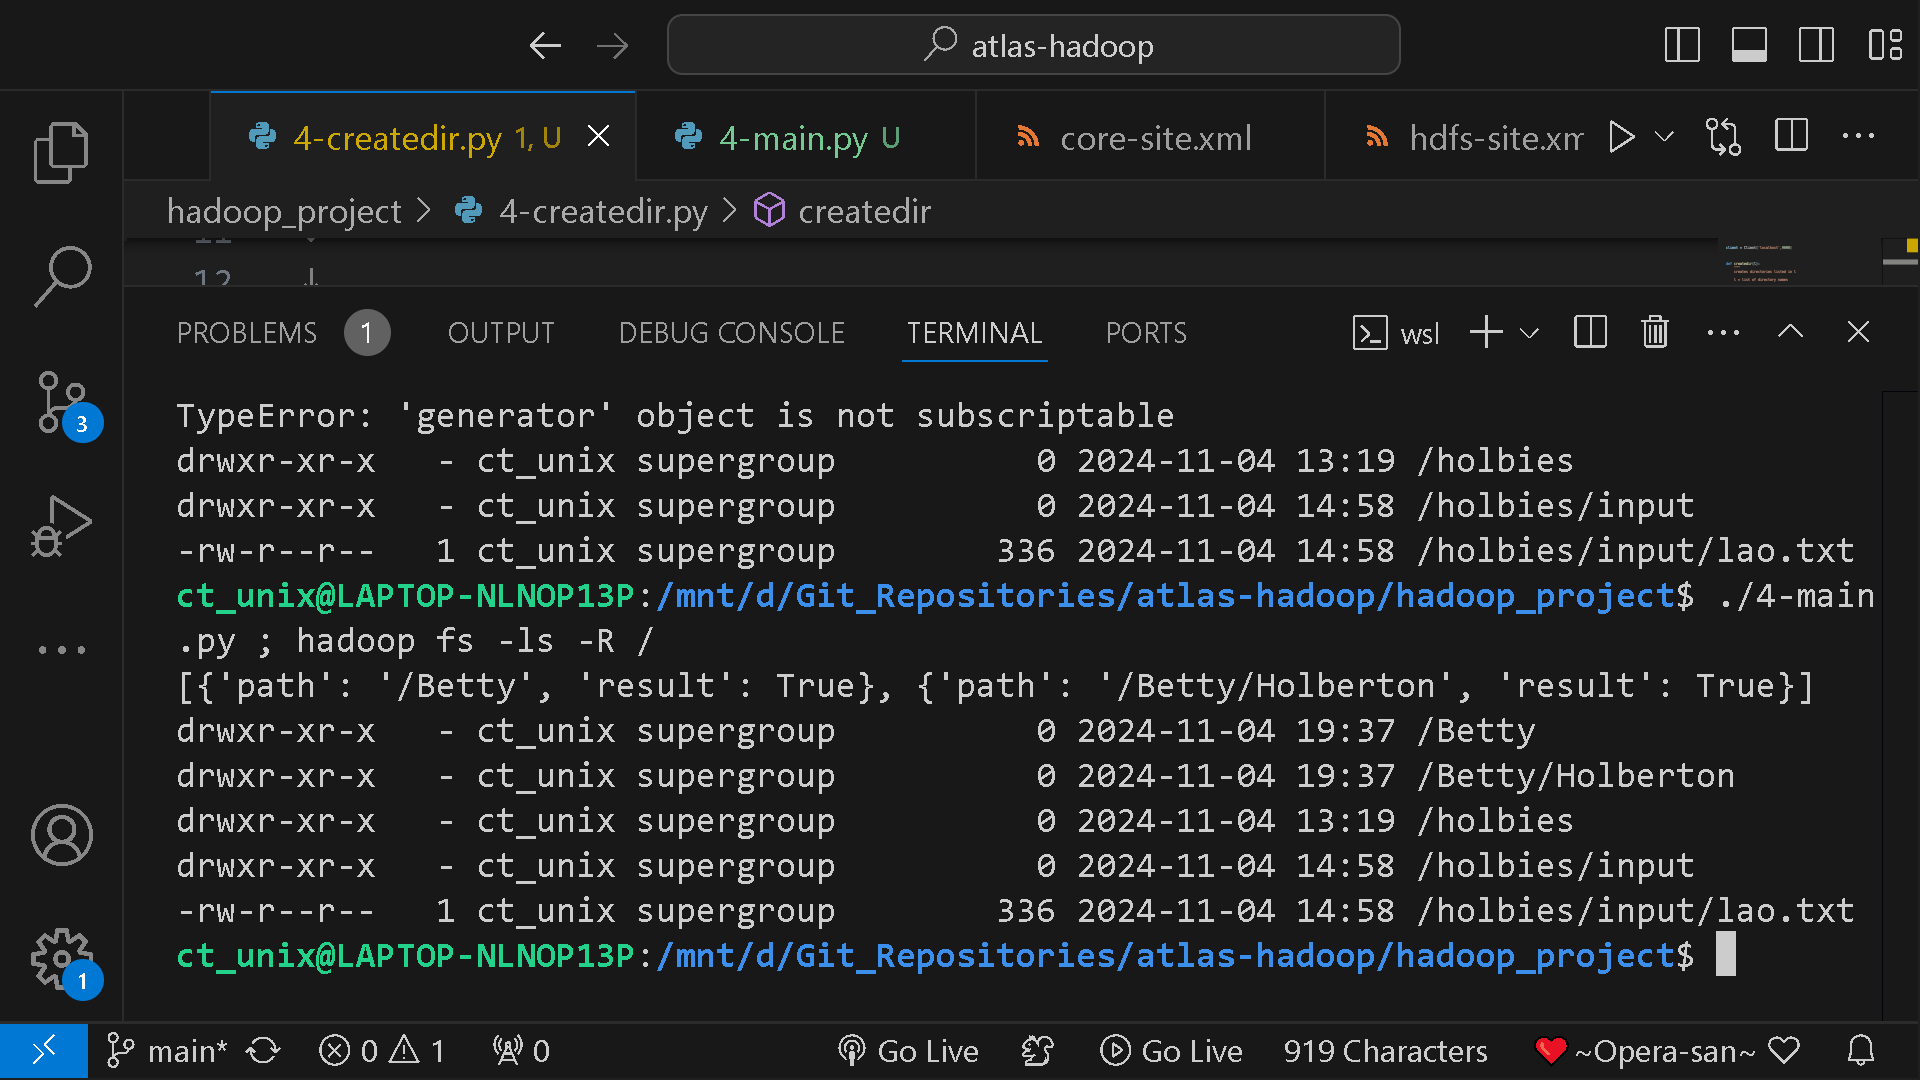 atlas-hadoop
4-createdir.py 1, U
4-main.py U
core-site.xml
hdfs-site.xm
hadoop_project > 4-createdir.py > createdir
12
PROBLEMS 1 OUTPUT DEBUG CONSOLE TERMINAL PORTS wsl
TypeError: 'generator' object is not subscriptable
drwxr-xr-x   - ct_unix supergroup          0 2024-11-04 13:19 /holbies
drwxr-xr-x   - ct_unix supergroup          0 2024-11-04 14:58 /holbies/input
-rw-r--r--   1 ct_unix supergroup        336 2024-11-04 14:58 /holbies/input/lao.txt
ct_unix@LAPTOP-NLNOP13P:/mnt/d/Git_Repositories/atlas-hadoop/hadoop_project$ ./4-main
.py ; hadoop fs -ls -R /
[{'path': '/Betty', 'result': True}, {'path': '/Betty/Holberton', 'result': True}]
drwxr-xr-x   - ct_unix supergroup          0 2024-11-04 19:37 /Betty
drwxr-xr-x   - ct_unix supergroup          0 2024-11-04 19:37 /Betty/Holberton
drwxr-xr-x   - ct_unix supergroup          0 2024-11-04 13:19 /holbies
drwxr-xr-x   - ct_unix supergroup          0 2024-11-04 14:58 /holbies/input
-rw-r--r--   1 ct_unix supergroup        336 2024-11-04 14:58 /holbies/input/lao.txt
ct_unix@LAPTOP-NLNOP13P:/mnt/d/Git_Repositories/atlas-hadoop/hadoop_project$
3
1
main* 0 1 0 Go Live Go Live 919 Characters ~Opera-san~